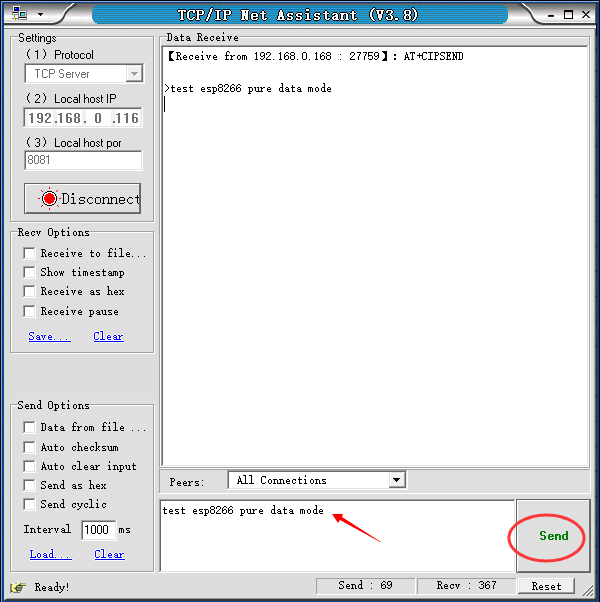 TCP/IP Net Assistant (V3.8)
Settings
(1) Protocol
TCP Server
(2) Local host IP
192.168. 0 .116
(3) Local host por
8081
Disconnect
Recv Options
Receive to file...
Show timestamp
Receive as hex
Receive pause
Save... Clear
Send Options
Data from file ...
Auto checksum
Auto clear input
Send as hex
Send cyclic
Interval 1000 ms
Load... Clear
Data Receive
【Receive from 192.168.0.168 : 27759】: AT+CIPSEND
>test esp8266 pure data mode
Peers: All Connections
test esp8266 pure data mode
Send
Ready!
Send : 69
Recv : 367
Reset